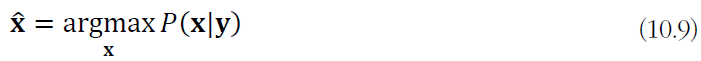 x̂ = argmax P(x|y) (10.9)
x